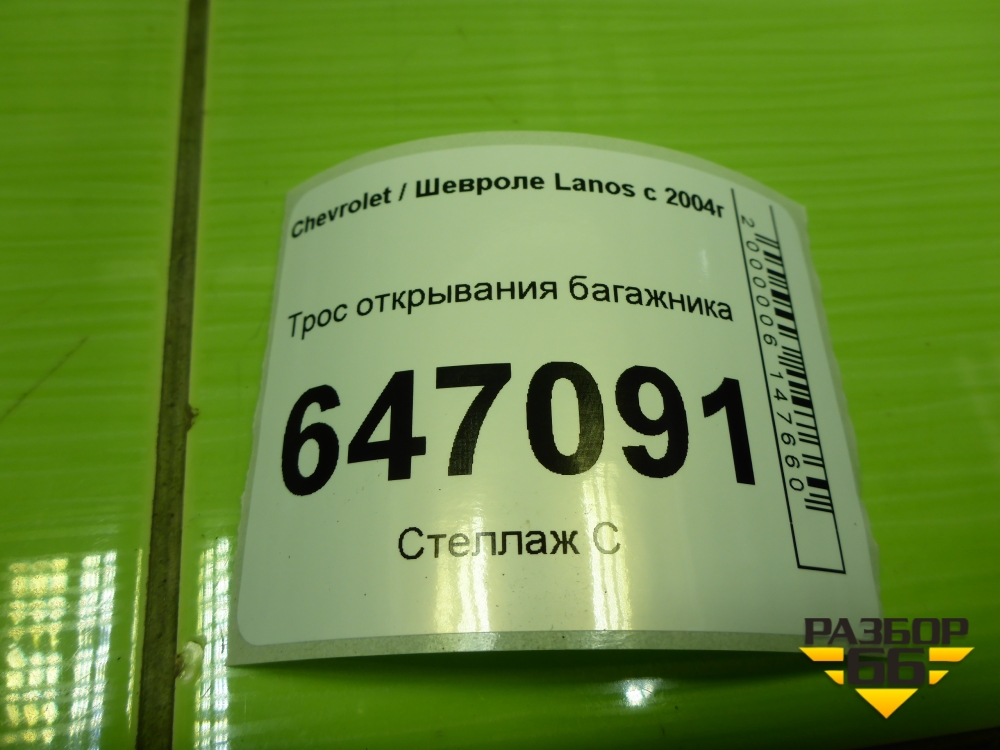 Chevrolet / Шевроле Lanos с 2004г
Трос открывания багажника
647091
Стеллаж С
2000006147660
РАЗБОР
66